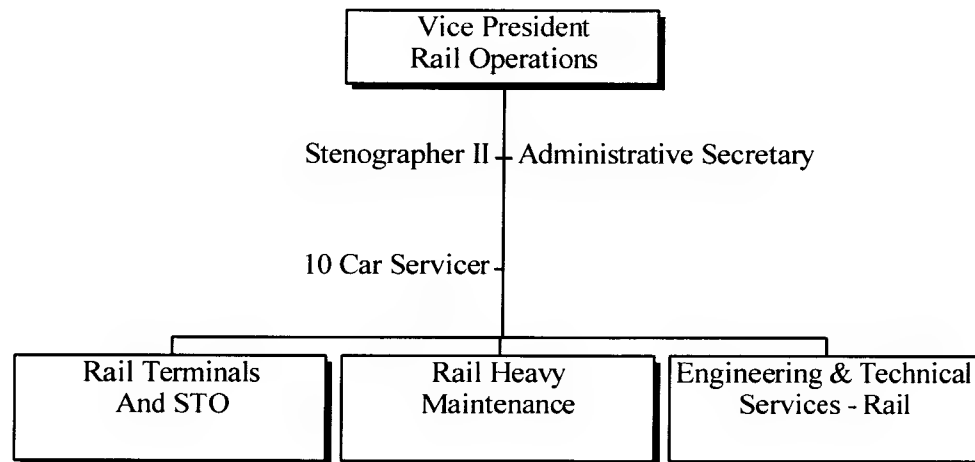 Vice President
Rail Operations
Stenographer II
Administrative Secretary
10 Car Servicer
Rail Terminals
And STO
Rail Heavy
Maintenance
Engineering & Technical
Services - Rail